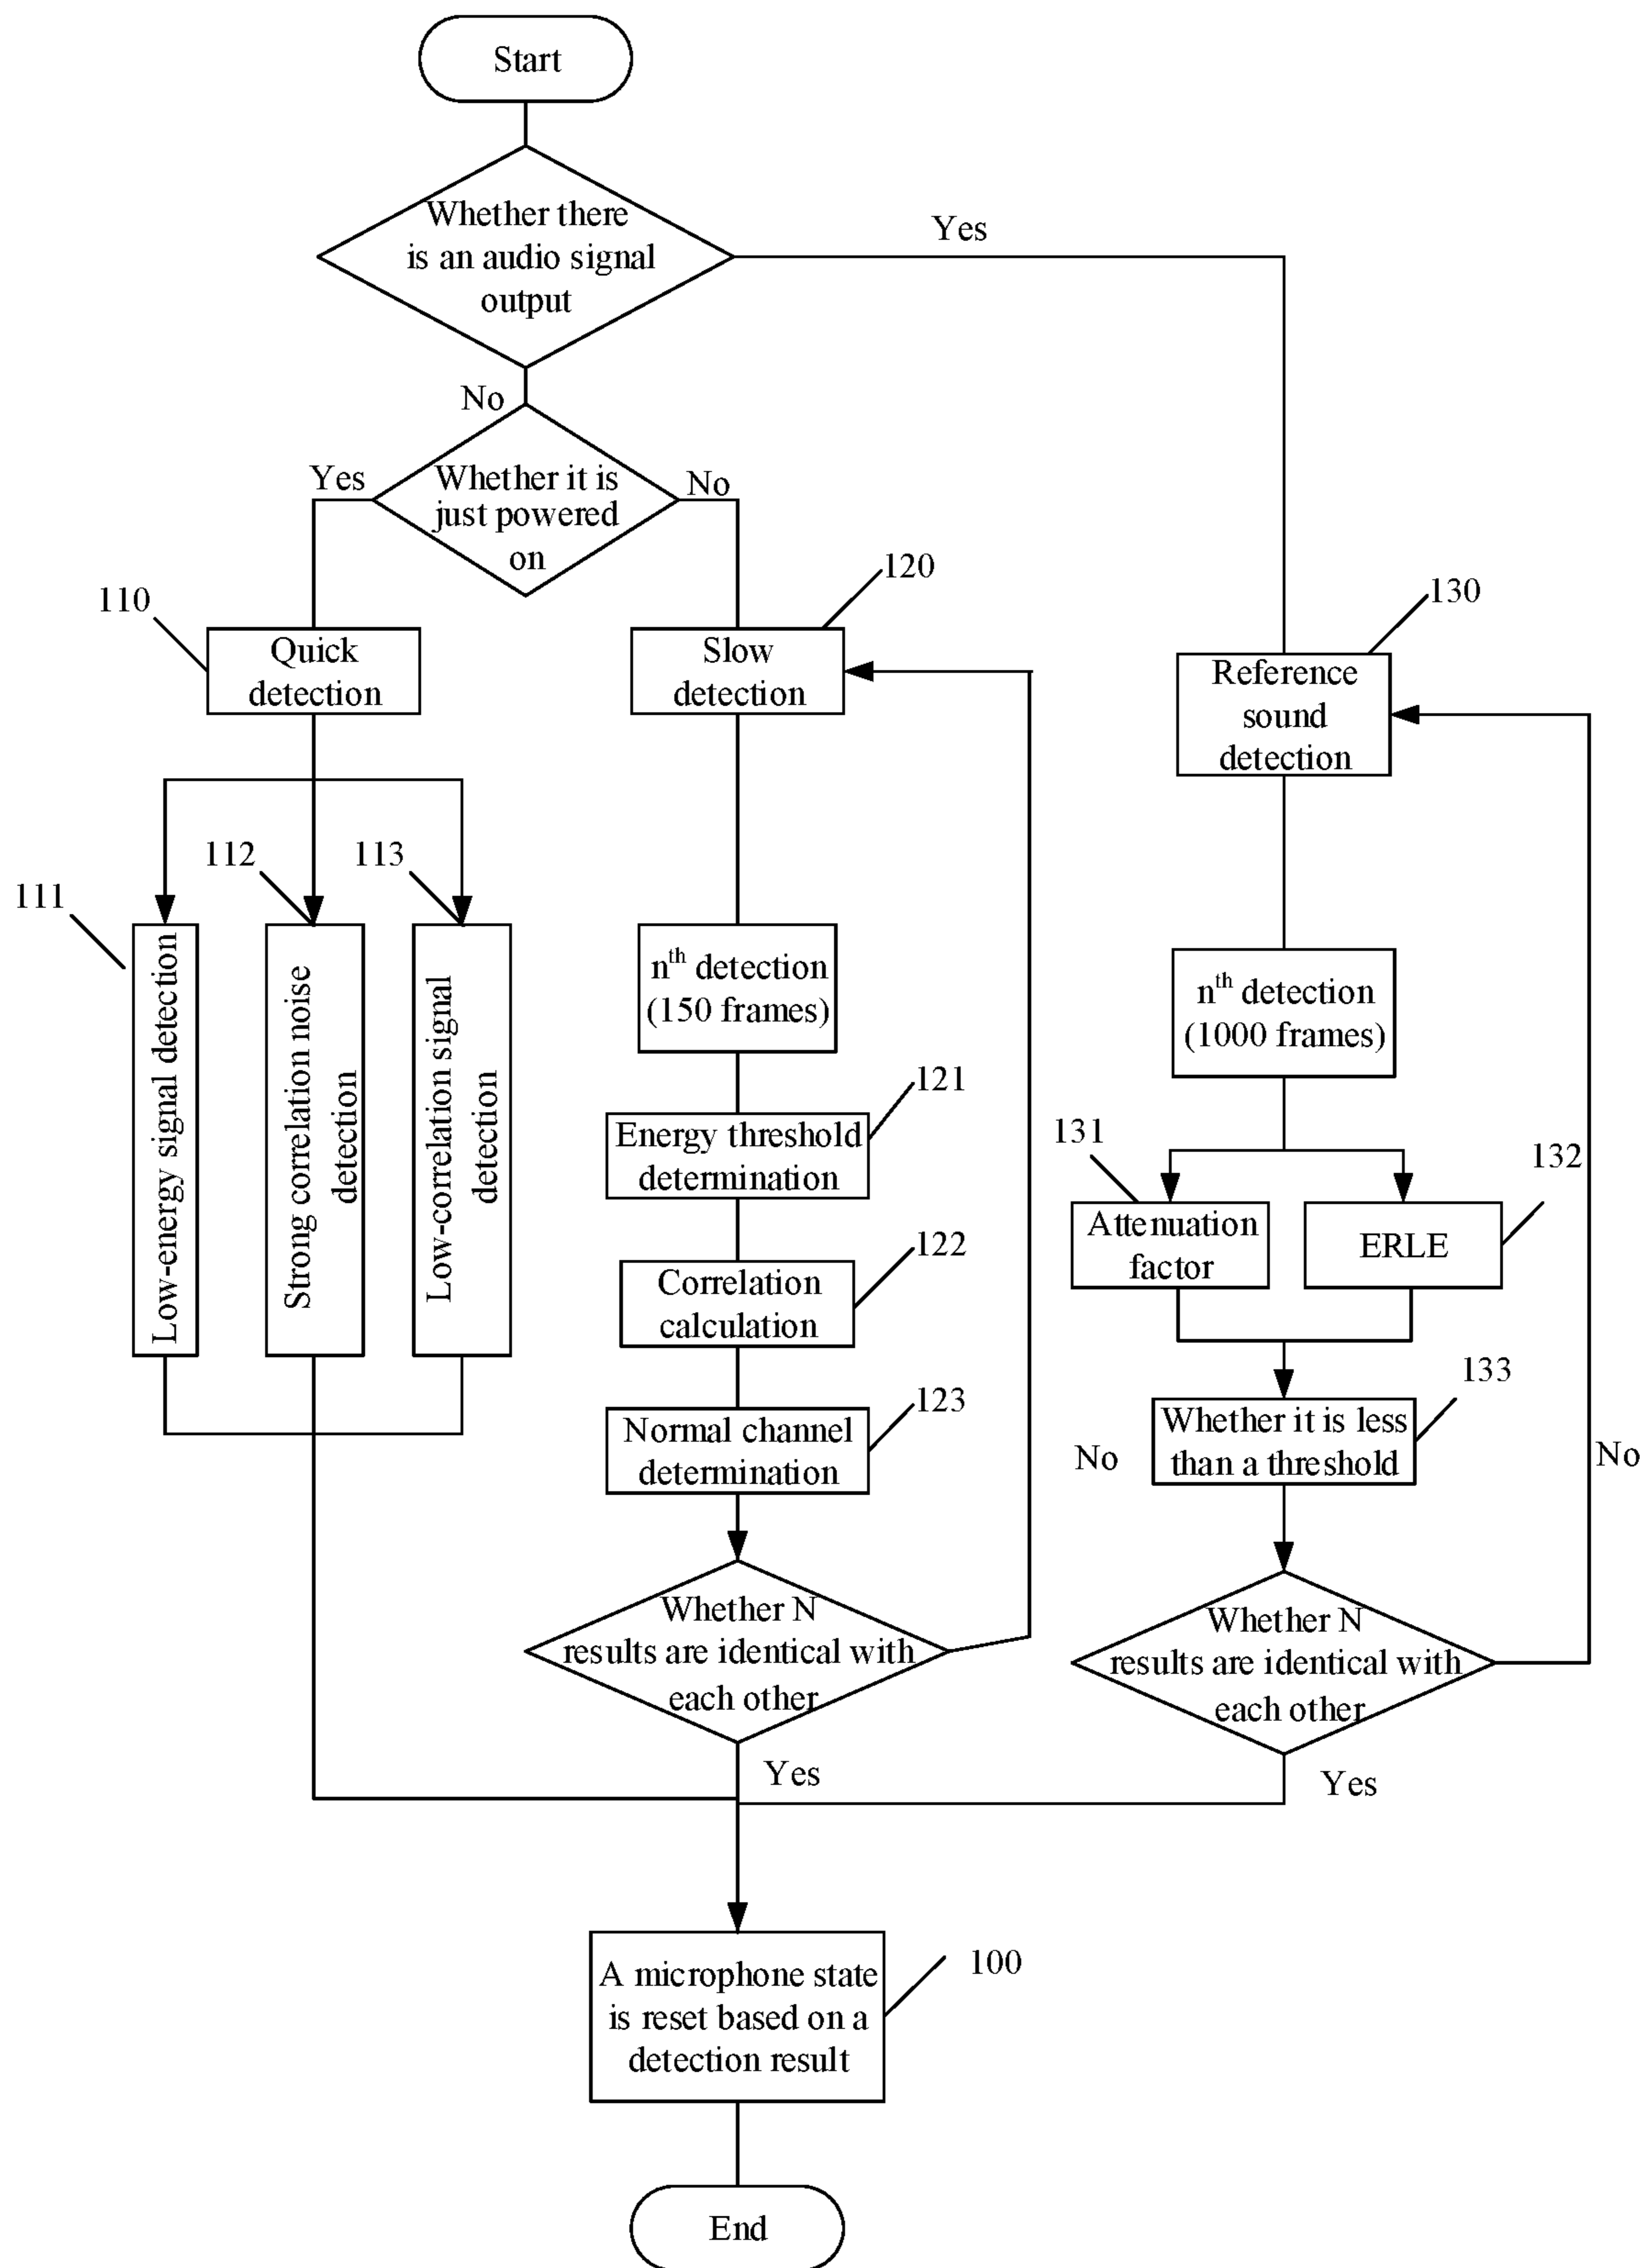 Start
Whether there
is an audio signal
output
Yes
No
Whether it is
just powered
on
Yes
No
110
Quick
detection
120
Slow
detection
130
Reference
sound
detection
111
112
113
Low-energy signal detection
Strong correlation noise
detection
Low-correlation signal
detection
nth detection
(150 frames)
121
Energy threshold
determination
122
Correlation
calculation
123
Normal channel
determination
Whether N
results are identical with
each other
Yes
nth detection
(1000 frames)
131
Attenuation
factor
132
ERLE
133
Whether it is less
than a threshold
No
No
Whether N
results are identical with
each other
Yes
A microphone state
is reset based on a
detection result
100
End